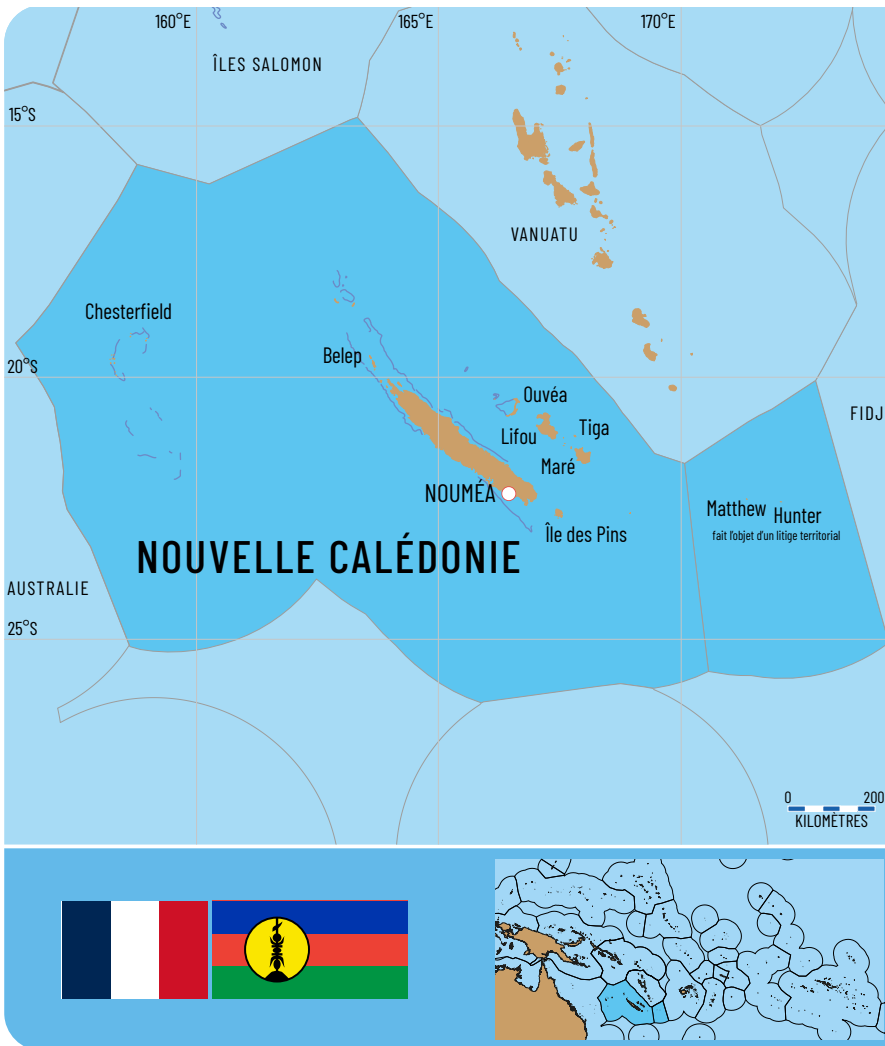 160°E
165°E
170°E
ÎLES SALOMON
15°S
VANUATU
Chesterfield
Belep
20°S
Ouvéa
FIDJ
Lifou
Tiga
Maré
NOUMÉA
Matthew
Hunter
fait l'objet d'un litige territorial
Île des Pins
NOUVELLE CALÉDONIE
AUSTRALIE
25°S
0
200
KILOMÈTRES